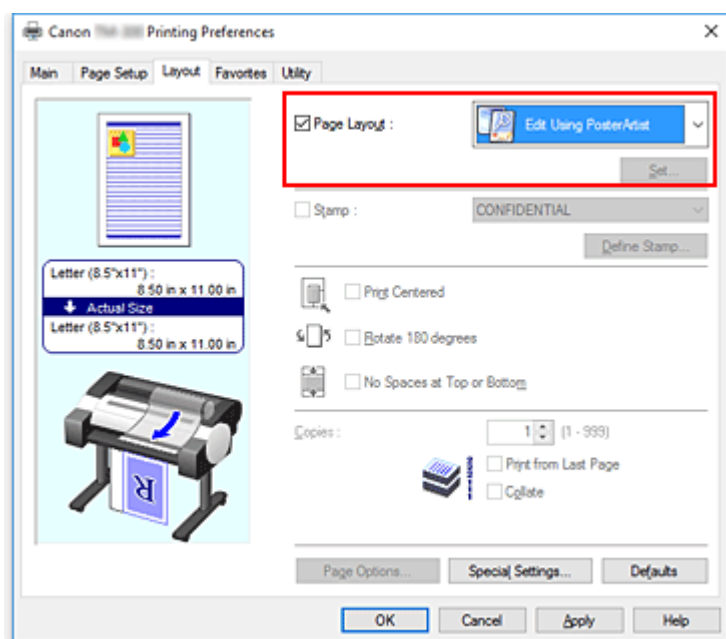 Canon Printing Preferences
Main Page Setup Layout Favorites Utility
Page Layout : Edit Using PosterArtist
Set...
Stamp : CONFIDENTIAL
Define Stamp...
Letter (8.5"x11") :
8.50 in x 11.00 in
Actual Size
Letter (8.5"x11") :
8.50 in x 11.00 in
Print Centered
Rotate 180 degrees
No Spaces at Top or Bottom
Copies : 1 (1 - 999)
Print from Last Page
Collate
R
Page Options... Special Settings... Defaults
OK Cancel Apply Help